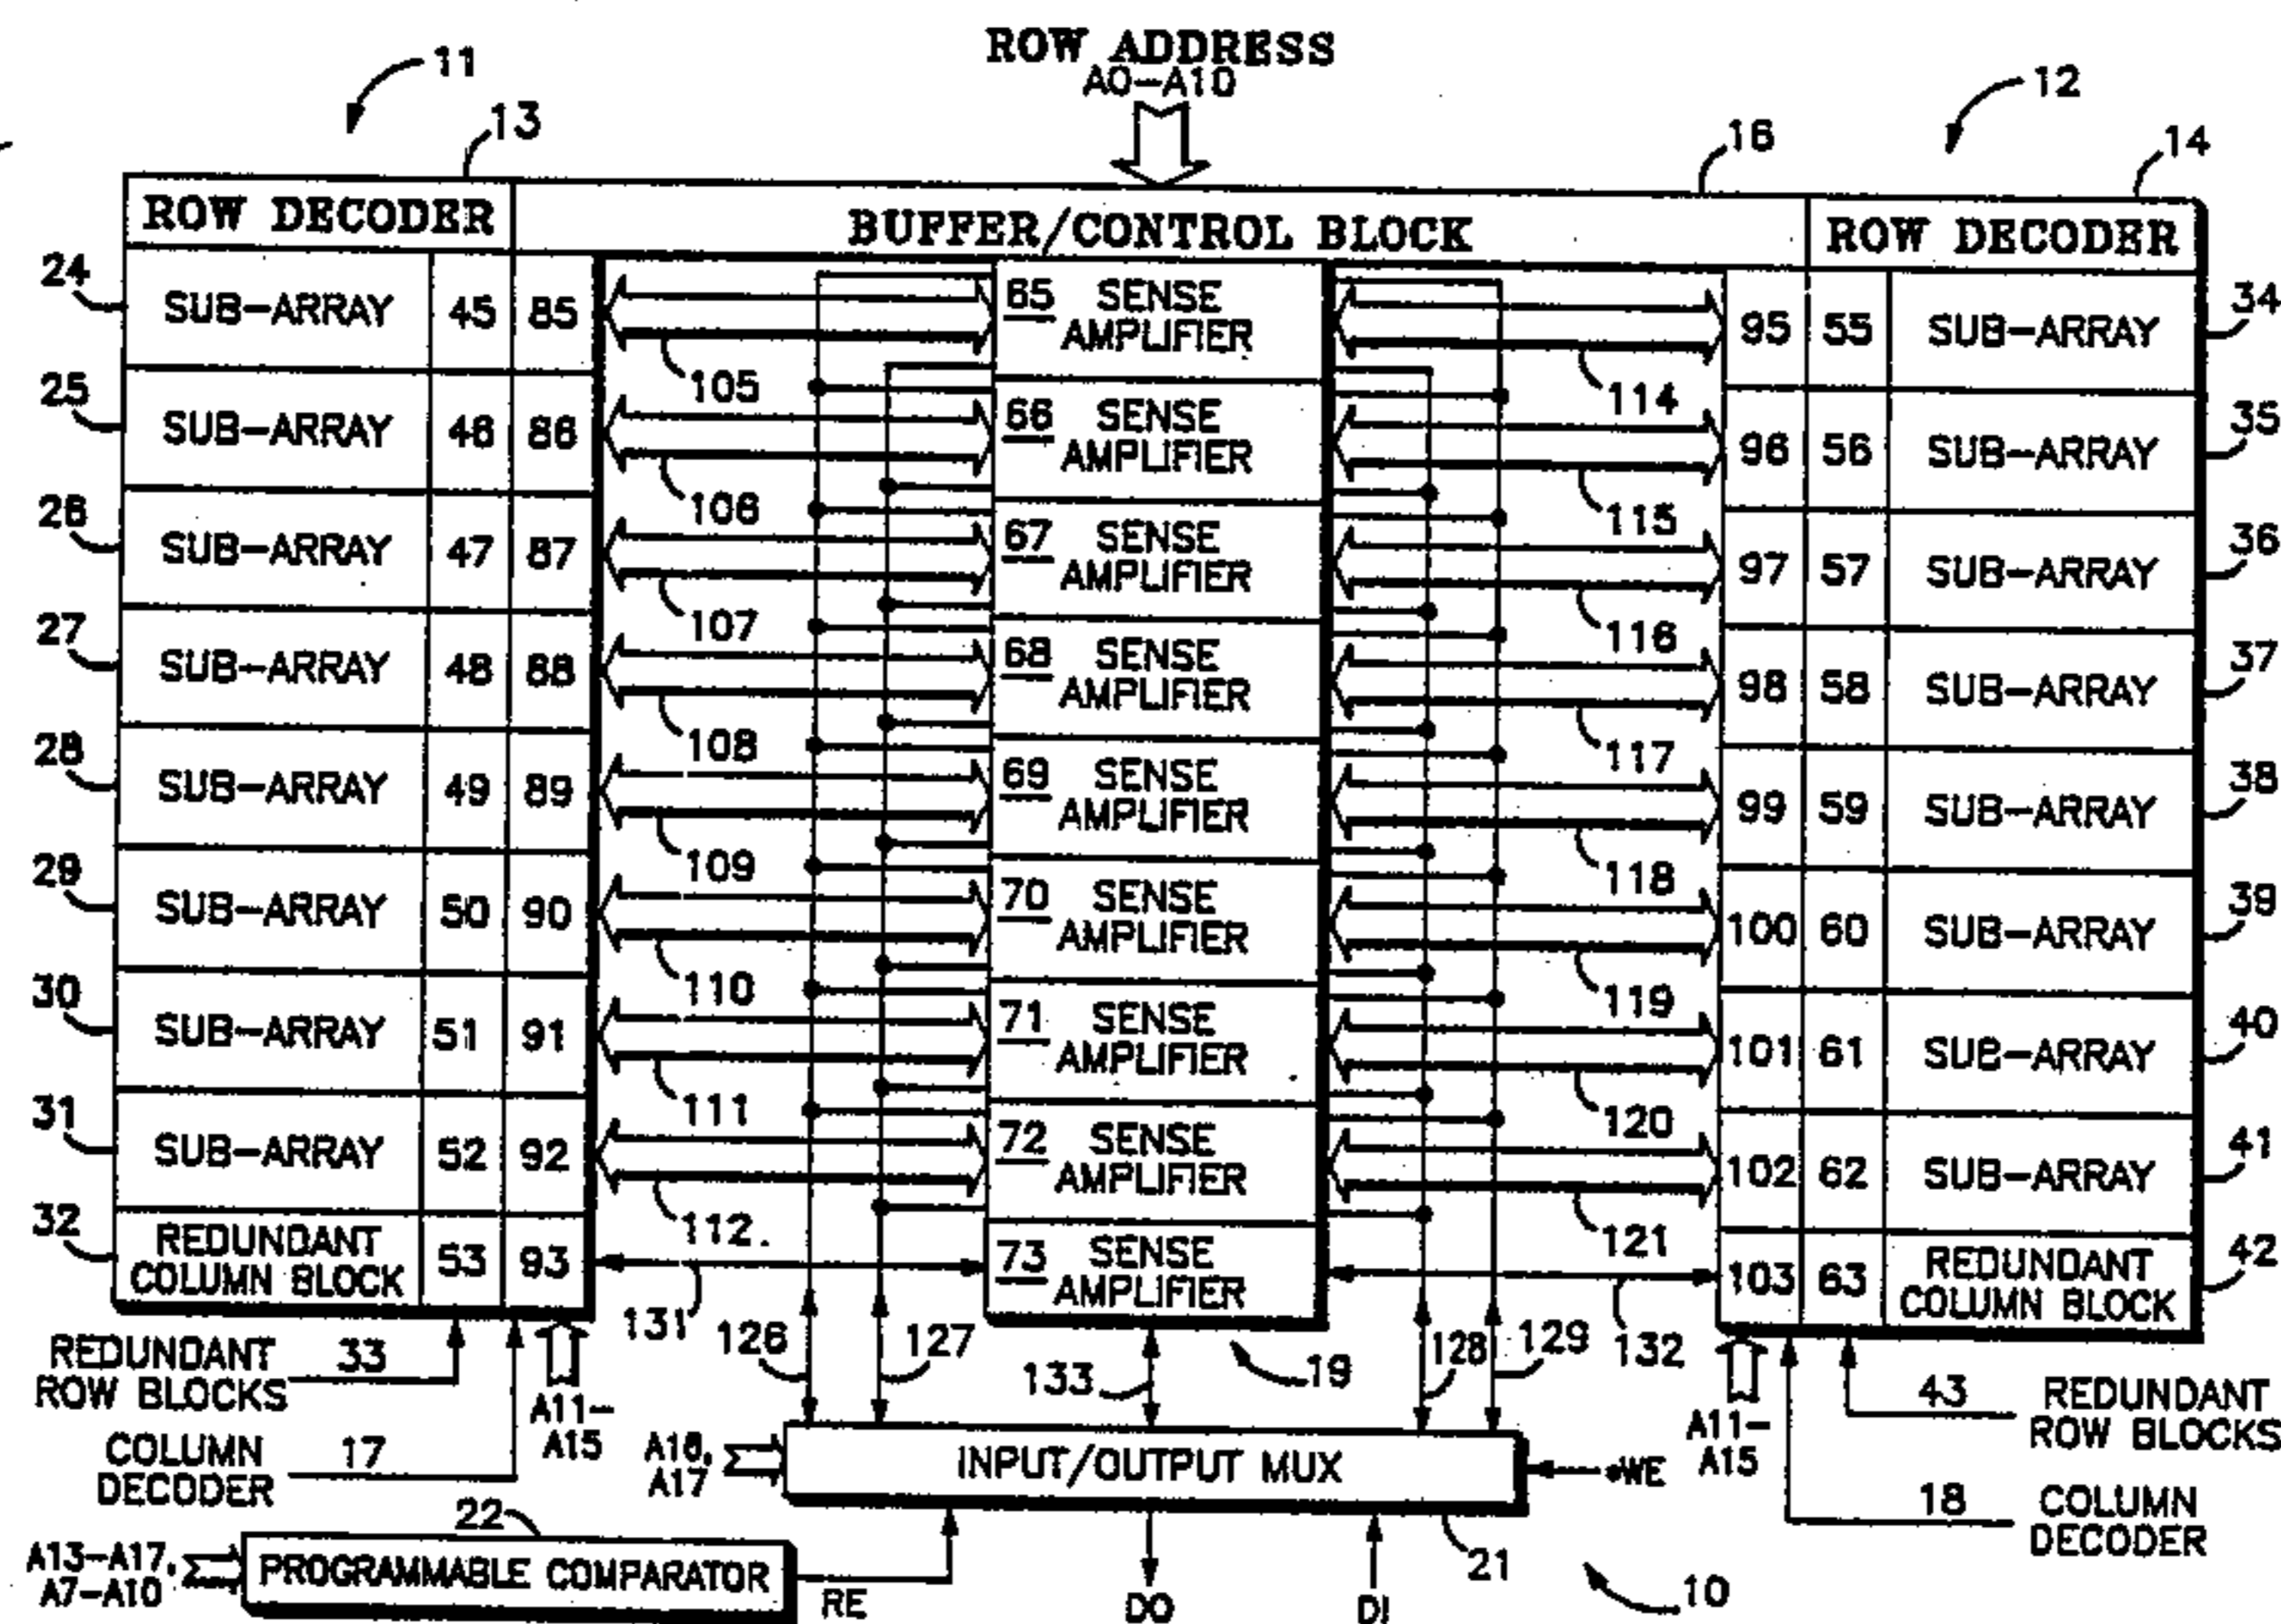 ROW ADDRESS
A0-A10
11
13
16
12
14
ROW DECODER
BUFFER/CONTROL BLOCK
ROW DECODER
24 SUB-ARRAY 45 85 65 SENSE AMPLIFIER 95 55 SUB-ARRAY 34
105 114
25 SUB-ARRAY 46 86 66 SENSE AMPLIFIER 96 56 SUB-ARRAY 35
106 115
26 SUB-ARRAY 47 87 67 SENSE AMPLIFIER 97 57 SUB-ARRAY 36
107 116
27 SUB-ARRAY 48 88 68 SENSE AMPLIFIER 98 58 SUB-ARRAY 37
108 117
28 SUB-ARRAY 49 89 69 SENSE AMPLIFIER 99 59 SUB-ARRAY 38
109 118
29 SUB-ARRAY 50 90 70 SENSE AMPLIFIER 100 60 SUB-ARRAY 39
110 119
30 SUB-ARRAY 51 91 71 SENSE AMPLIFIER 101 61 SUB-ARRAY 40
111 120
31 SUB-ARRAY 52 92 72 SENSE AMPLIFIER 102 62 SUB-ARRAY 41
112 121
32 REDUNDANT COLUMN BLOCK 53 93 73 SENSE AMPLIFIER 103 63 REDUNDANT COLUMN BLOCK 42
131 126 127 133 19 128 129 132
REDUNDANT ROW BLOCKS 33
A11-A15
COLUMN DECODER 17
A16, A17
INPUT/OUTPUT MUX
*WE
A11-A15
43 REDUNDANT ROW BLOCKS
18 COLUMN DECODER
22
21
A13-A17, A7-A10
PROGRAMMABLE COMPARATOR
RE
DO
DI
10